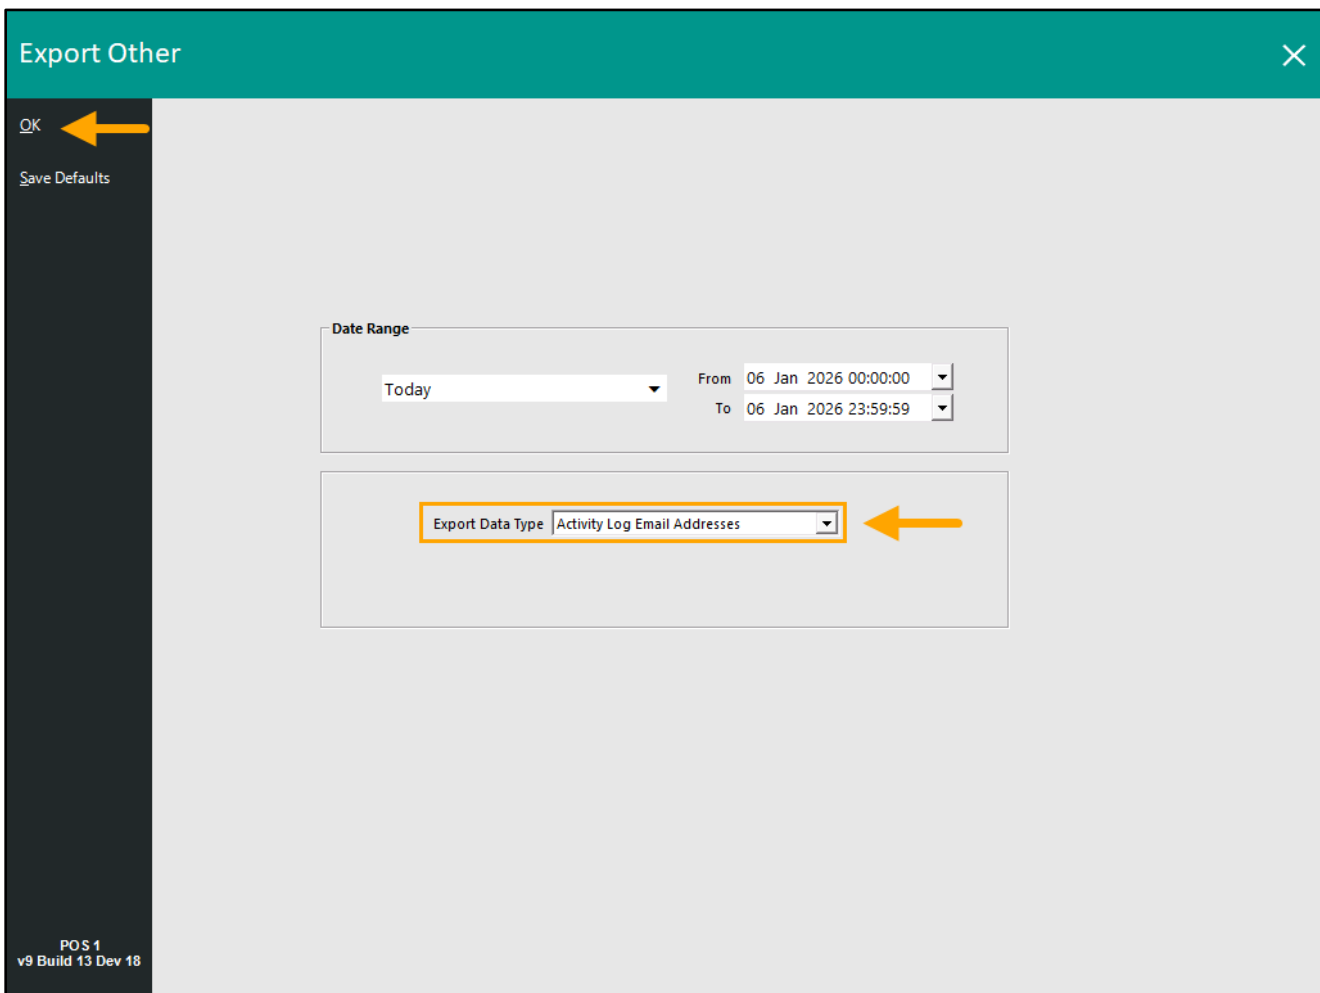 Export Other
OK
Save Defaults
Date Range
Today
From 06 Jan 2026 00:00:00
To 06 Jan 2026 23:59:59
Export Data Type Activity Log Email Addresses
POS 1
v9 Build 13 Dev 18